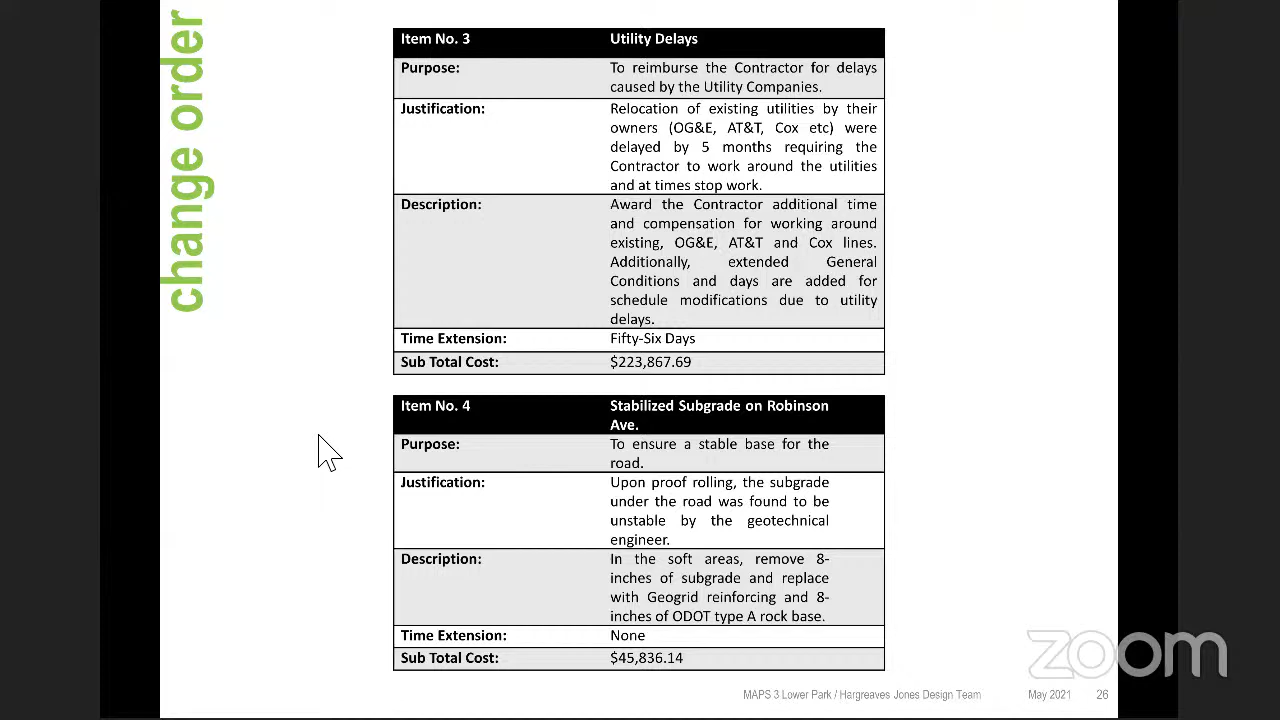 change order
Item No. 3 Utility Delays
Purpose: To reimburse the Contractor for delays
caused by the Utility Companies.
Justification: Relocation of existing utilities by their
owners (OG&E, AT&T, Cox etc) were
delayed by 5 months requiring the
Contractor to work around the utilities
and at times stop work.
Description: Award the Contractor additional time
and compensation for working around
existing, OG&E, AT&T and Cox lines.
Additionally, extended General
Conditions and days are added for
schedule modifications due to utility
delays.
Time Extension: Fifty-Six Days
Sub Total Cost: $223,867.69
Item No. 4 Stabilized Subgrade on Robinson
Ave.
Purpose: To ensure a stable base for the
road.
Justification: Upon proof rolling, the subgrade
under the road was found to be
unstable by the geotechnical
engineer.
Description: In the soft areas, remove 8-
inches of subgrade and replace
with Geogrid reinforcing and 8-
inches of ODOT type A rock base.
Time Extension: None
Sub Total Cost: $45,836.14
zoom
MAPS 3 Lower Park / Hargreaves Jones Design Team May 2021 26